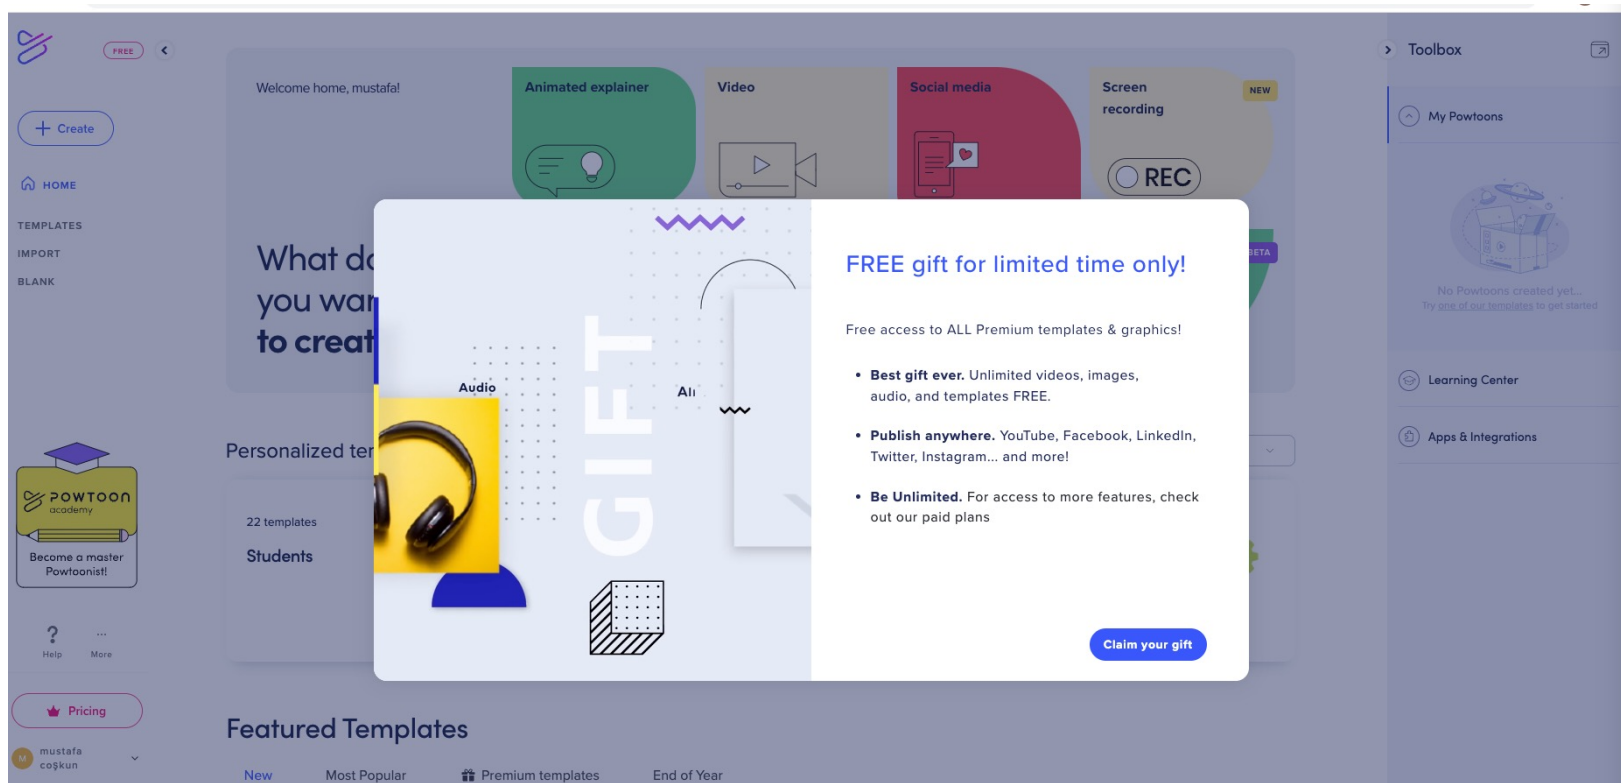 FREE
Create
HOME
TEMPLATES
IMPORT
BLANK
POWTOON
academy
Become a master
Powtoonist!
?
Help
...
More
Pricing
M
mustafa
coşkun
Welcome home, mustafa!
What do
you wan
to creat
Animated explainer
Video
Social media
Screen
recording
NEW
REC
BETA
Personalized ter
22 templates
Students
Featured Templates
New
Most Popular
Premium templates
End of Year
Audio
GIFT
FREE gift for limited time only!
Free access to ALL Premium templates & graphics!
• Best gift ever. Unlimited videos, images,
audio, and templates FREE.
• Publish anywhere. YouTube, Facebook, LinkedIn,
Twitter, Instagram... and more!
• Be Unlimited. For access to more features, check
out our paid plans
Claim your gift
Toolbox
My Powtoons
No Powtoons created yet...
Try one of our templates to get started
Learning Center
Apps & Integrations